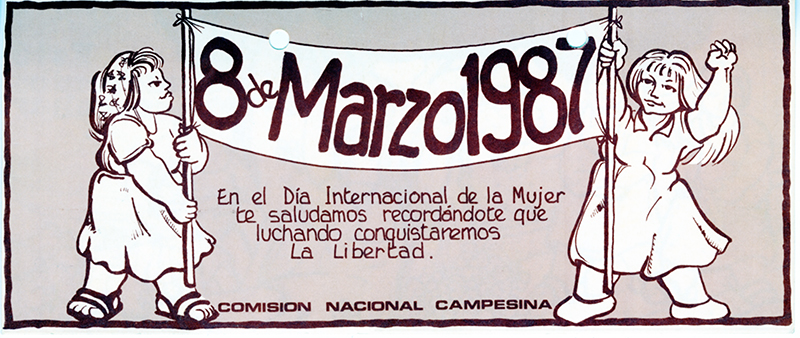 8 de Marzo 1987
En el Día Internacional de la Mujer
te saludamos recordándote que
luchando conquistaremos
La Libertad.
COMISION NACIONAL CAMPESINA